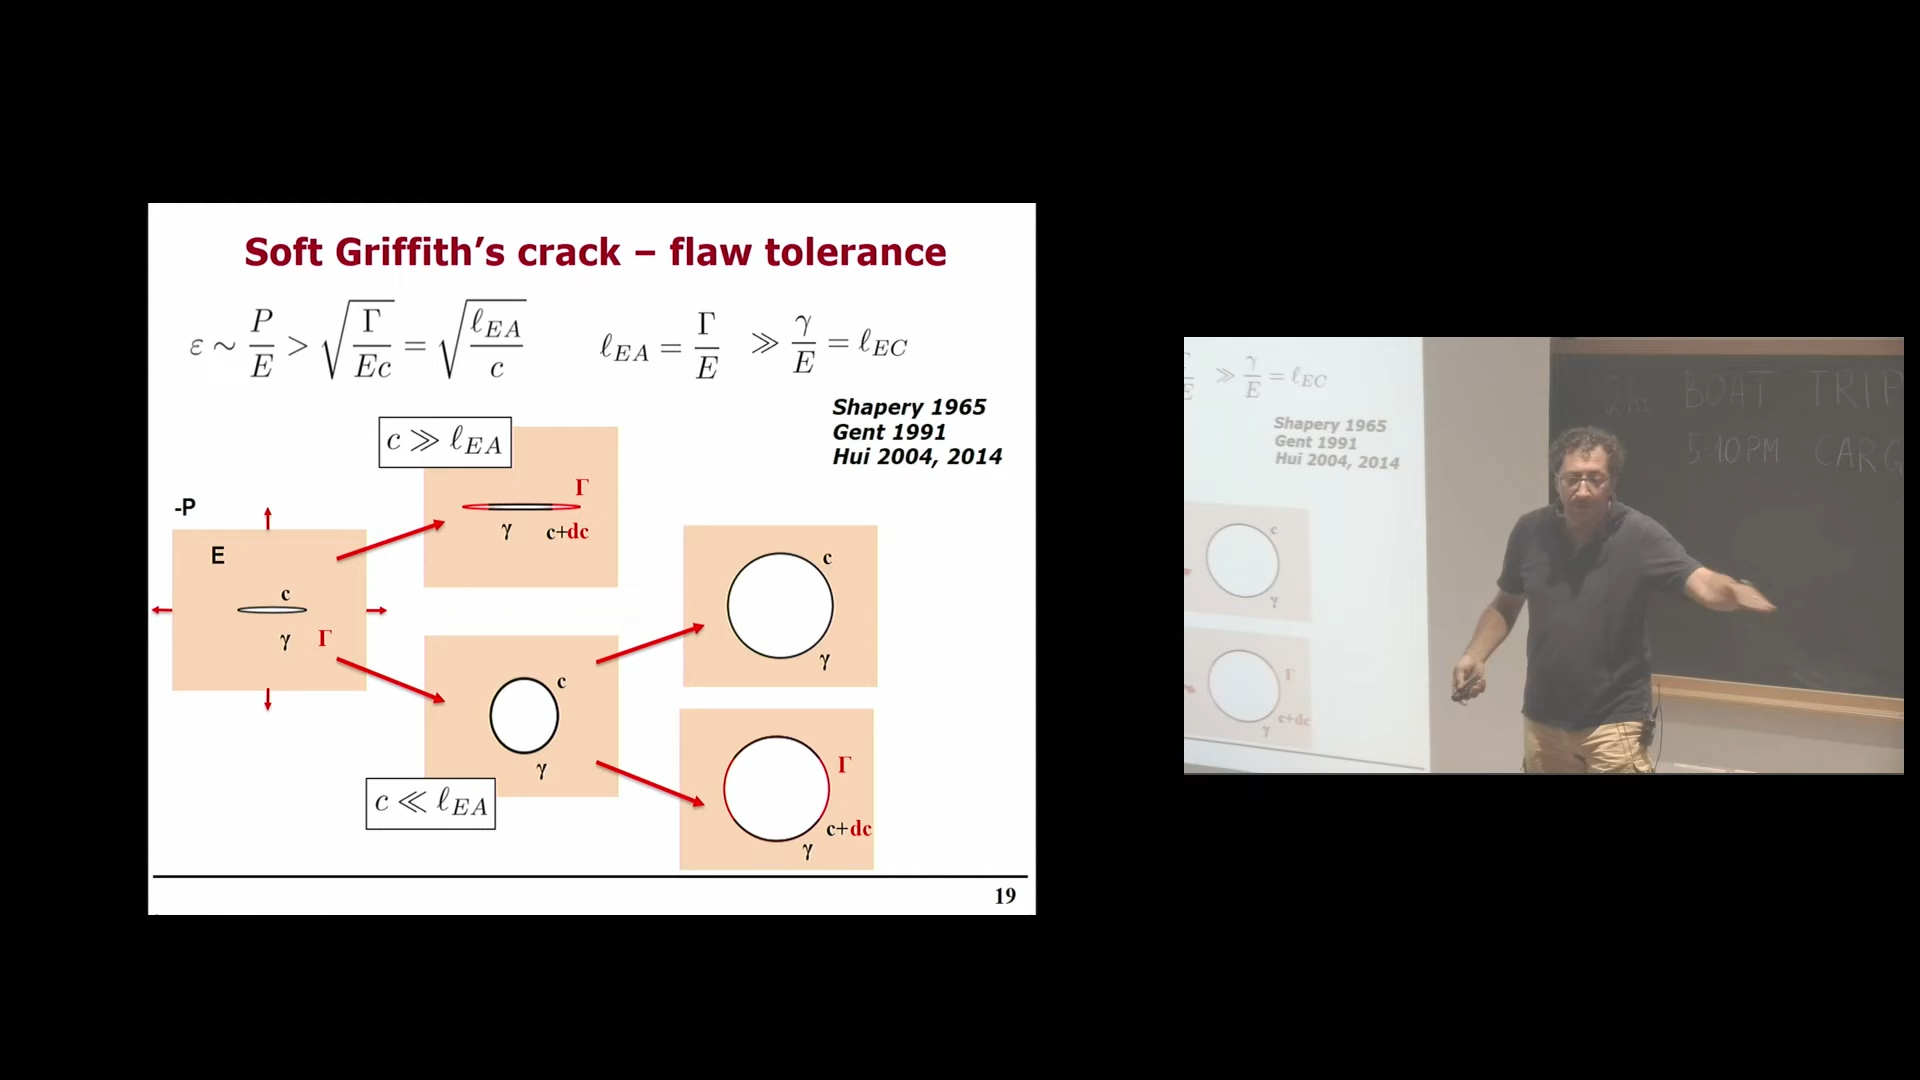 Soft Griffith's crack – flaw tolerance
ε ~ P/E > √(Γ/Ec) = √(ℓ_EA/c)
ℓ_EA = Γ/E ≫ γ/E = ℓ_EC
Shapery 1965
Gent 1991
Hui 2004, 2014
c ≫ ℓ_EA
Γ
γ c+dc
-P
E
c
γ Γ
c
γ
c ≪ ℓ_EA
c
γ
Γ
c+dc
γ
19
E ≫ γ/E = ℓ_EC
Shapery 1965
Gent 1991
Hui 2004, 2014
c
γ
Γ
c+dc
γ
BOAT TRIP
5:10PM CARG